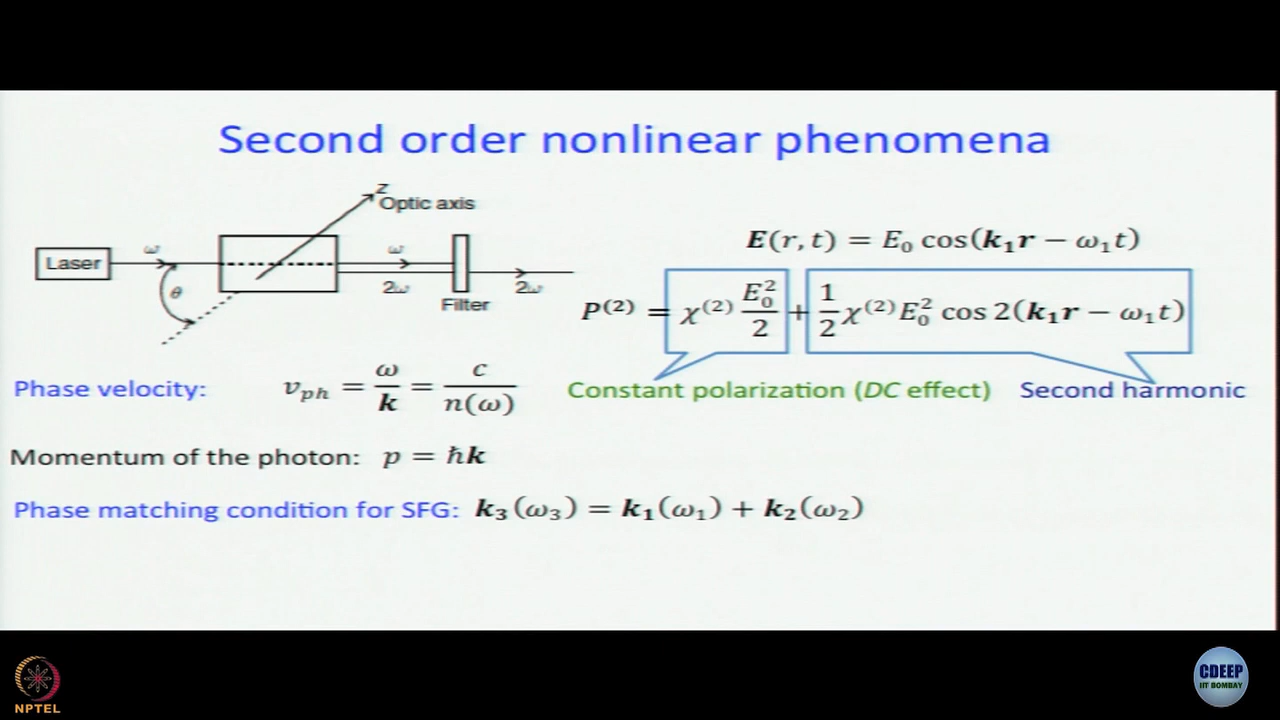 Second order nonlinear phenomena
z
Optic axis
Laser
ω
θ
ω
2ω
Filter
2ω
E(r, t) = E₀ cos(k₁r − ω₁t)
P⁽²⁾ = χ⁽²⁾ E₀²/2 + 1/2 χ⁽²⁾E₀² cos 2(k₁r − ω₁t)
Constant polarization (DC effect)
Second harmonic
Phase velocity: v_ph = ω/k = c/n(ω)
Momentum of the photon: p = ℏk
Phase matching condition for SFG: k₃(ω₃) = k₁(ω₁) + k₂(ω₂)
NPTEL
CDEEP
IIT BOMBAY